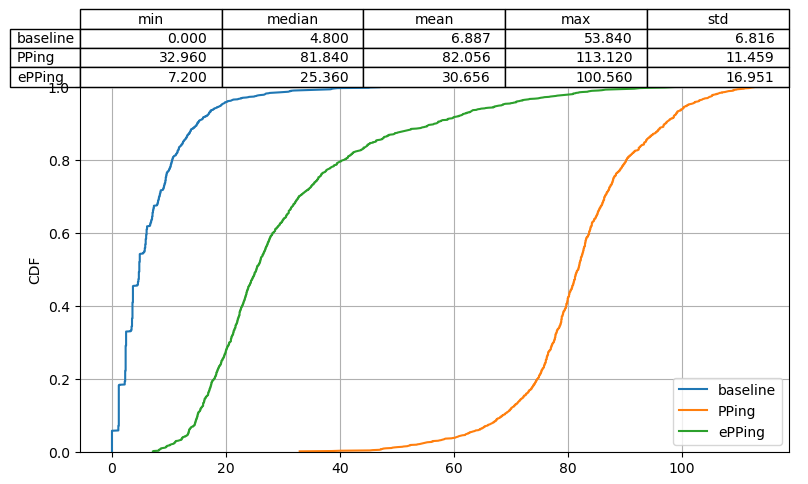 min median mean max std
baseline 0.000 4.800 6.887 53.840 6.816
PPing 32.960 81.840 82.056 113.120 11.459
ePPing 7.200 25.360 30.656 100.560 16.951
1.0
0.8
0.6
0.4
0.2
0.0
CDF
baseline
PPing
ePPing
0 20 40 60 80 100